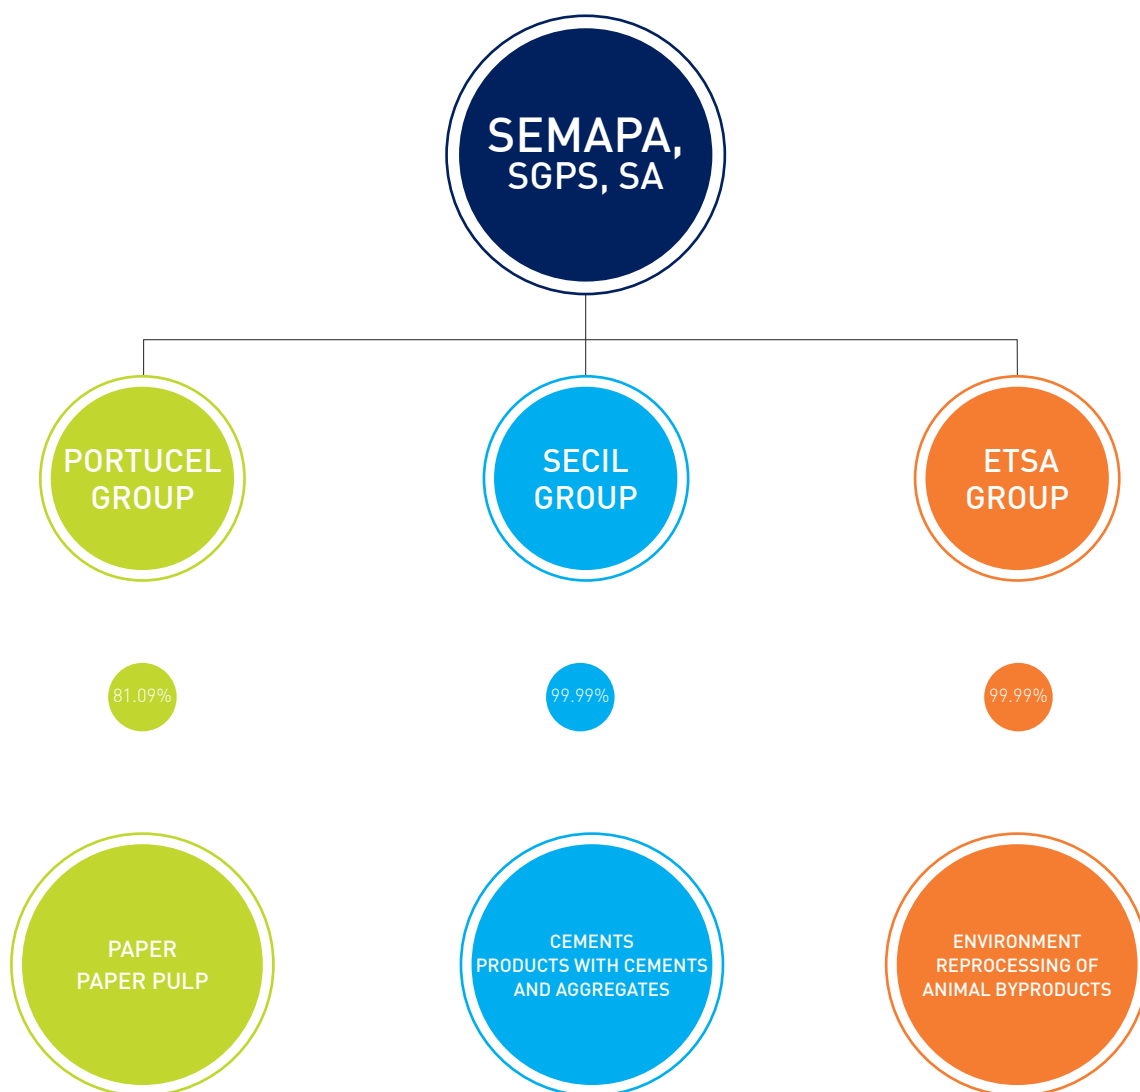 SEMAPA,
SGPS, SA
PORTUCEL
GROUP
SECIL
GROUP
ETSA
GROUP
81.09%
99.99%
99.99%
PAPER
PAPER PULP
CEMENTS
PRODUCTS WITH CEMENTS
AND AGGREGATES
ENVIRONMENT
REPROCESSING OF
ANIMAL BYPRODUCTS